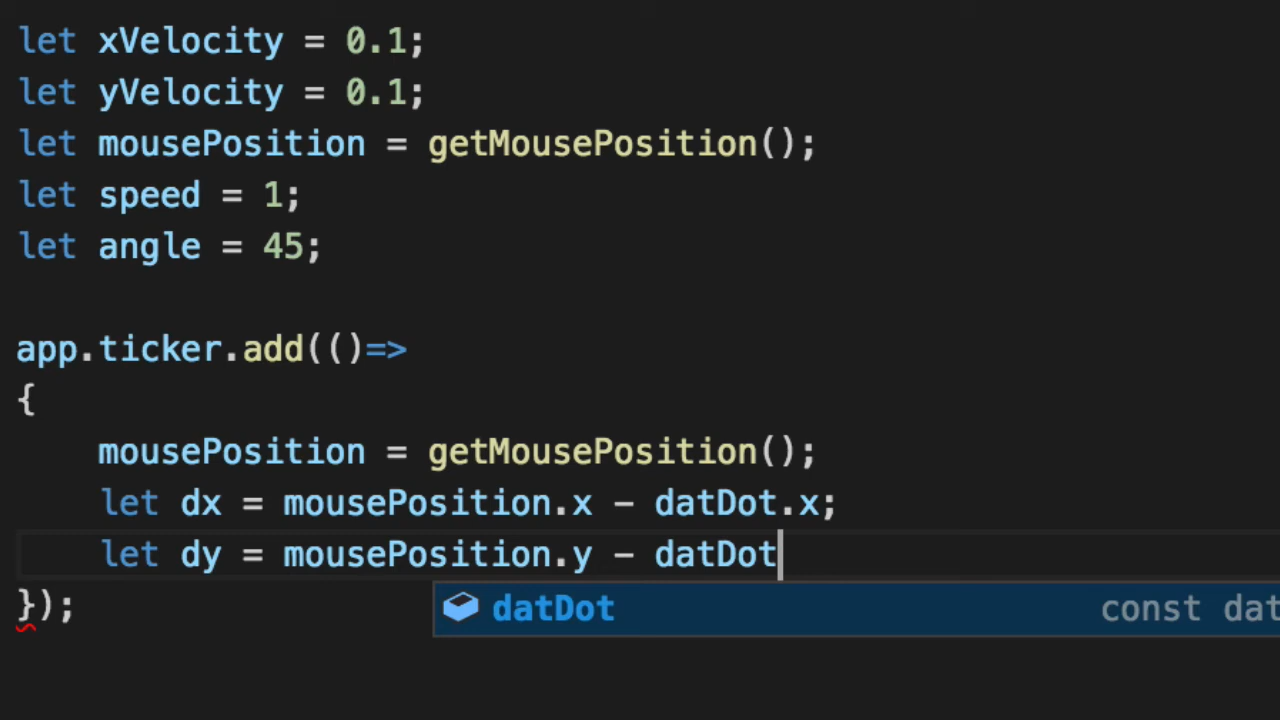 let xVelocity = 0.1;
let yVelocity = 0.1;
let mousePosition = getMousePosition();
let speed = 1;
let angle = 45;
app.ticker.add(()=>
{
mousePosition = getMousePosition();
let dx = mousePosition.x - datDot.x;
let dy = mousePosition.y - datDot
datDot const dat
});